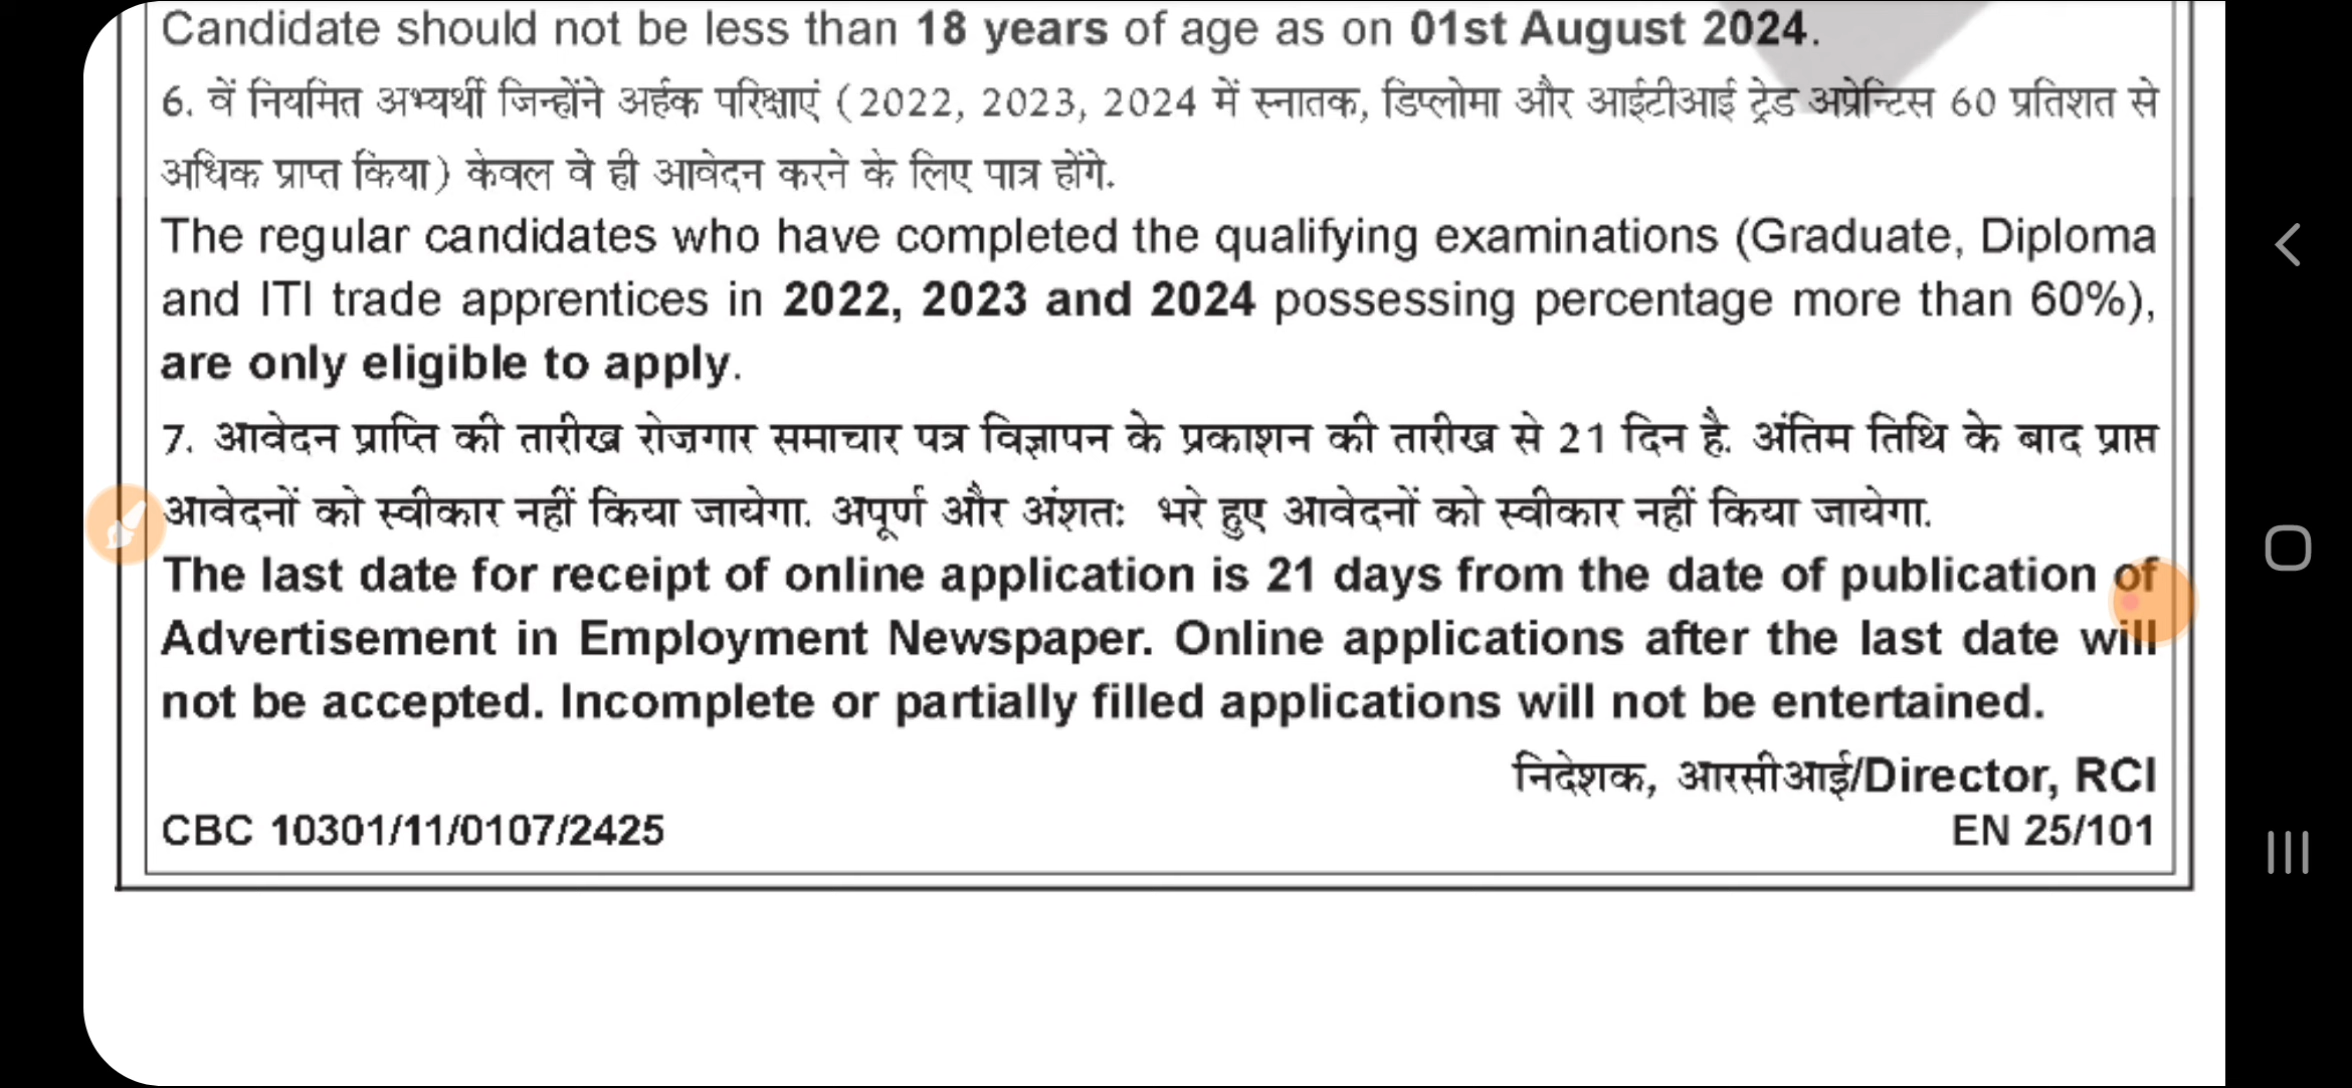 Candidate should not be less than 18 years of age as on 01st August 2024.
6. वें नियमित अभ्यर्थी जिन्होंने अर्हक परिक्षाएं (2022, 2023, 2024 में स्नातक, डिप्लोमा और आईटीआई ट्रेड अप्रेन्टिस 60 प्रतिशत से
अधिक प्राप्त किया) केवल वे ही आवेदन करने के लिए पात्र होंगे.
The regular candidates who have completed the qualifying examinations (Graduate, Diploma
and ITI trade apprentices in 2022, 2023 and 2024 possessing percentage more than 60%),
are only eligible to apply.
7. आवेदन प्राप्ति की तारीख रोज़गार समाचार पत्र विज्ञापन के प्रकाशन की तारीख से 21 दिन है. अंतिम तिथि के बाद प्राप्त
आवेदनों को स्वीकार नहीं किया जायेगा. अपूर्ण और अंशतः भरे हुए आवेदनों को स्वीकार नहीं किया जायेगा.
The last date for receipt of online application is 21 days from the date of publication of
Advertisement in Employment Newspaper. Online applications after the last date will
not be accepted. Incomplete or partially filled applications will not be entertained.
निदेशक, आरसीआई/Director, RCI
CBC 10301/11/0107/2425 EN 25/101